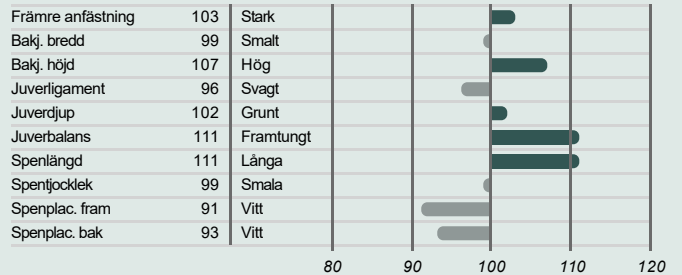 Främre anfästning 103 Stark
Bakj. bredd 99 Smalt
Bakj. höjd 107 Hög
Juverligament 96 Svagt
Juverdjup 102 Grunt
Juverbalans 111 Framtungt
Spenlängd 111 Långa
Spentjocklek 99 Smala
Spenplac. fram 91 Vitt
Spenplac. bak 93 Vitt
80 90 100 110 120